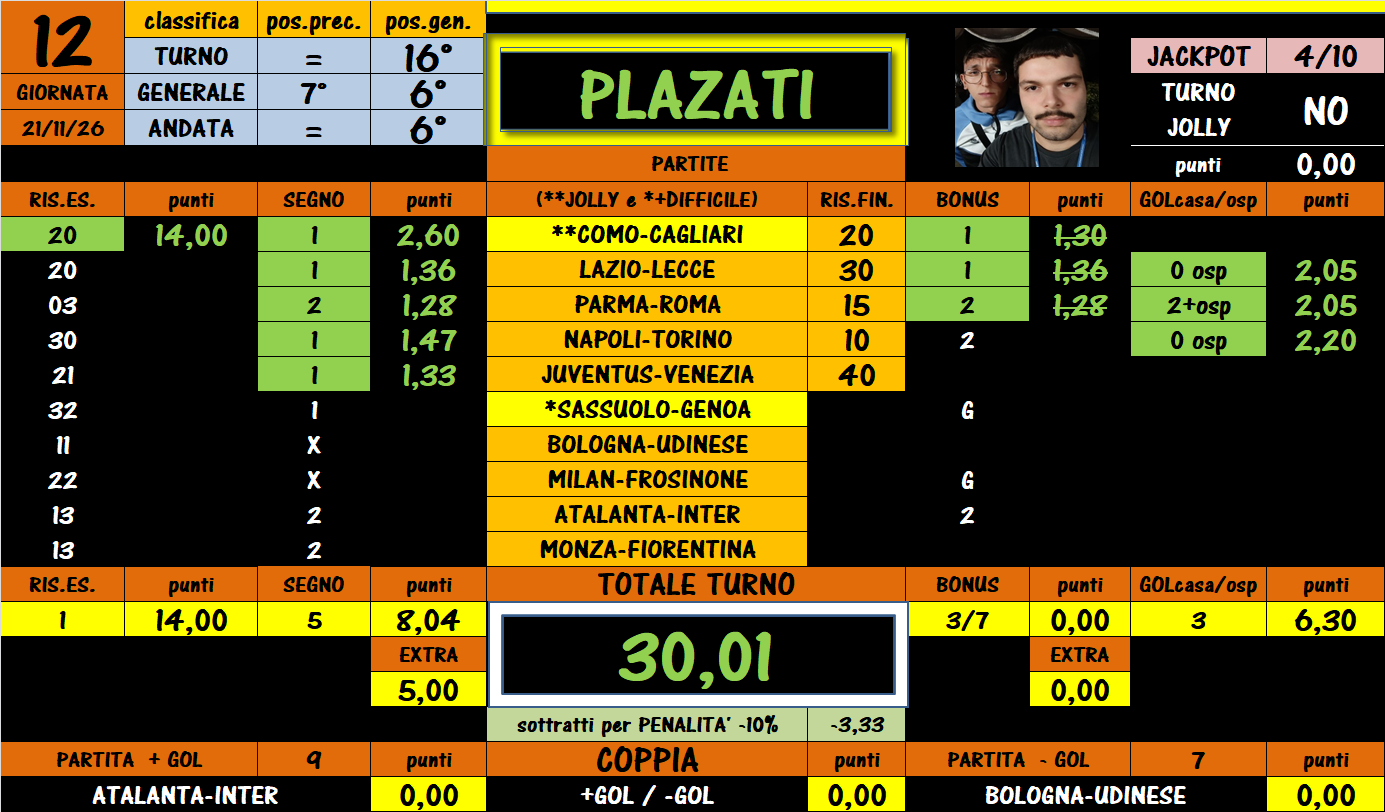 12 classifica pos.prec. pos.gen.
TURNO = 16°
GIORNATA GENERALE 7° 6°
21/11/26 ANDATA = 6°
PLAZATI
JACKPOT 4/10
TURNO JOLLY NO
punti 0,00
PARTITE
RIS.ES. punti SEGNO punti (**JOLLY e *+DIFFICILE) RIS.FIN. BONUS punti GOLcasa/osp punti
20 14,00 1 2,60 **COMO-CAGLIARI 20 1 1,30
20 1 1,36 LAZIO-LECCE 30 1 1,36 0 osp 2,05
03 2 1,28 PARMA-ROMA 15 2 1,28 2+osp 2,05
30 1 1,47 NAPOLI-TORINO 10 2 0 osp 2,20
21 1 1,33 JUVENTUS-VENEZIA 40
32 1 *SASSUOLO-GENOA G
11 X BOLOGNA-UDINESE
22 X MILAN-FROSINONE G
13 2 ATALANTA-INTER 2
13 2 MONZA-FIORENTINA
RIS.ES. punti SEGNO punti TOTALE TURNO BONUS punti GOLcasa/osp punti
1 14,00 5 8,04 30,01 3/7 0,00 3 6,30
EXTRA EXTRA
5,00 0,00
sottratti per PENALITA' -10% -3,33
PARTITA + GOL 9 punti COPPIA punti PARTITA - GOL 7 punti
ATALANTA-INTER 0,00 +GOL / -GOL 0,00 BOLOGNA-UDINESE 0,00